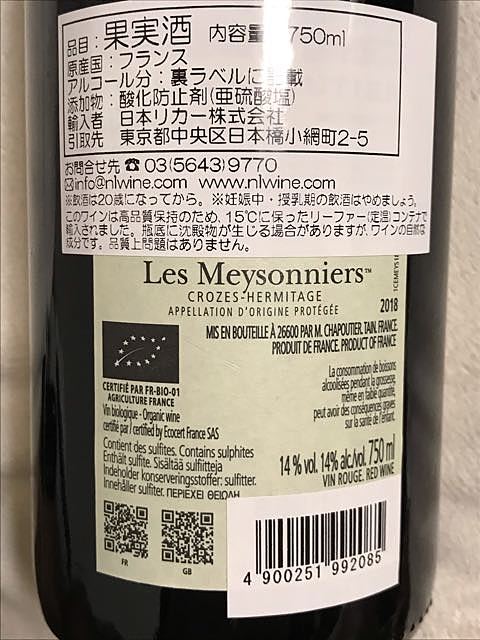 品目：果実酒 内容量 750ml
原産国：フランス
アルコール分：裏ラベルに記載
添加物：酸化防止剤(亜硫酸塩)
輸入者 日本リカー株式会社
引取先 東京都中央区日本橋小網町2-5
お問合せ先 ☎ 03(5643)9770
✉info@nlwine.com www.nlwine.com
※飲酒は20歳になってから。※妊娠中・授乳期の飲酒はやめましょう。
このワインは高品質保持のため、15℃に保ったリーファー(定温)コンテナで
輸入されました。瓶底に沈殿物が生じる場合がありますが、ワインの自然な
成分です。品質上問題はありません。
Les Meysonniers™
CROZES-HERMITAGE
APPELLATION D'ORIGINE PROTÉGÉE
2018
MIS EN BOUTEILLE À 26600 PAR M. CHAPOUTIER. TAIN. FRANCE.
PRODUIT DE FRANCE. PRODUCT OF FRANCE
CERTIFIÉ PAR FR-BIO-01
AGRICULTURE FRANCE
Vin biologique - Organic wine
certifié par / certified by Ecocert France SAS
La consommation de boissons
alcoolisées pendant la grossesse,
même en faible quantité,
peut avoir des conséquences graves
sur la santé de l'enfant.
Contient des sulfites. Contains sulphites
Enthält sulfite. Sisältää sulfiitteja
Indeholder konserveringsstoffer: sulfitter.
Innehåller sulfiter. ΠΕΡΙΕΧΕΙ ΘΕΙΩΔΗ
14 % vol. 14% alc./vol. 750 ml
VIN ROUGE. RED WINE
FR
GB
4 900251 992085